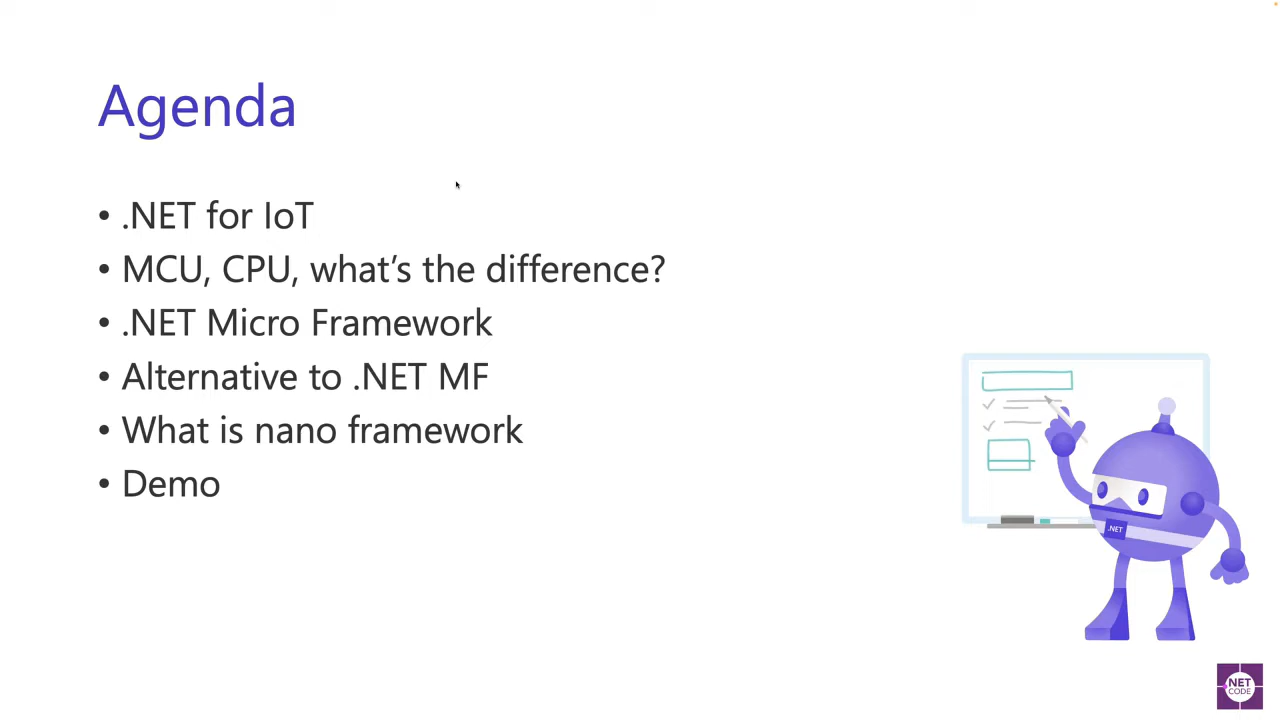 Agenda
• .NET for IoT
• MCU, CPU, what's the difference?
• .NET Micro Framework
• Alternative to .NET MF
• What is nano framework
• Demo
.NET
NET
CODE